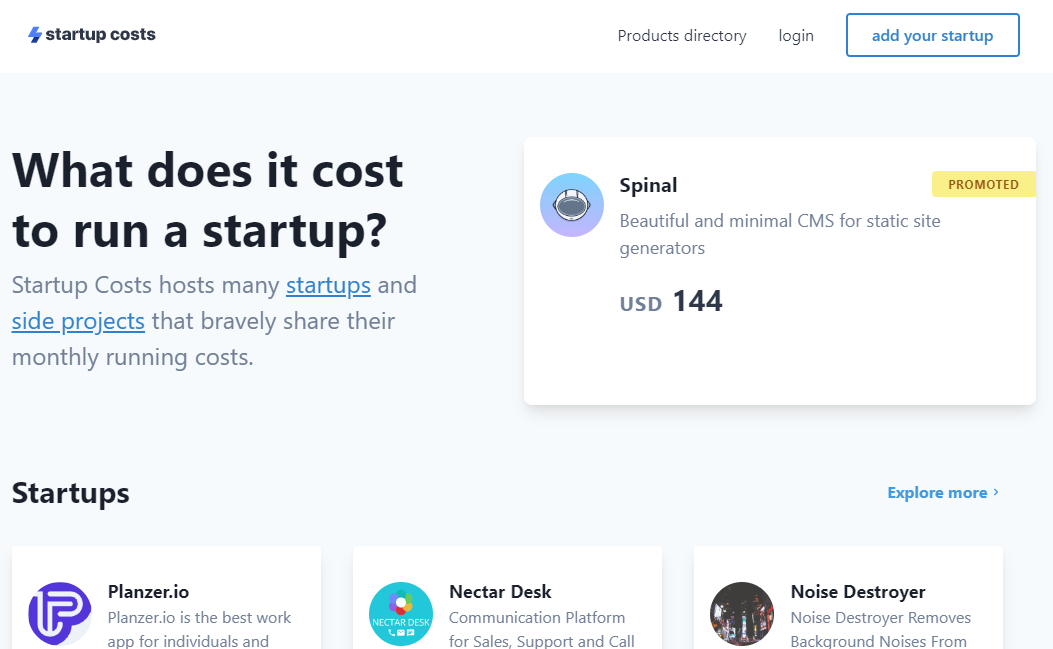 startup costs
Products directory
login
add your startup
What does it cost
to run a startup?
Startup Costs hosts many startups and
side projects that bravely share their
monthly running costs.
Spinal
PROMOTED
Beautiful and minimal CMS for static site
generators
USD 144
Startups
Explore more ›
Planzer.io
Planzer.io is the best work
app for individuals and
NECTAR DESK
Nectar Desk
Communication Platform
for Sales, Support and Call
Noise Destroyer
Noise Destroyer Removes
Background Noises From